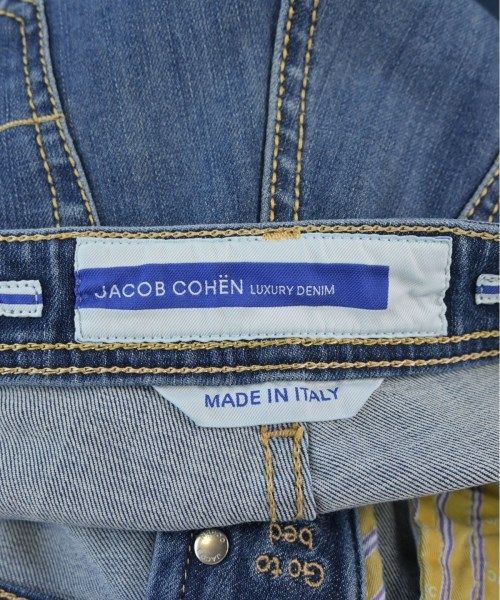 JACOB COHËN LUXURY DENIM
MADE IN ITALY
Go to
bed